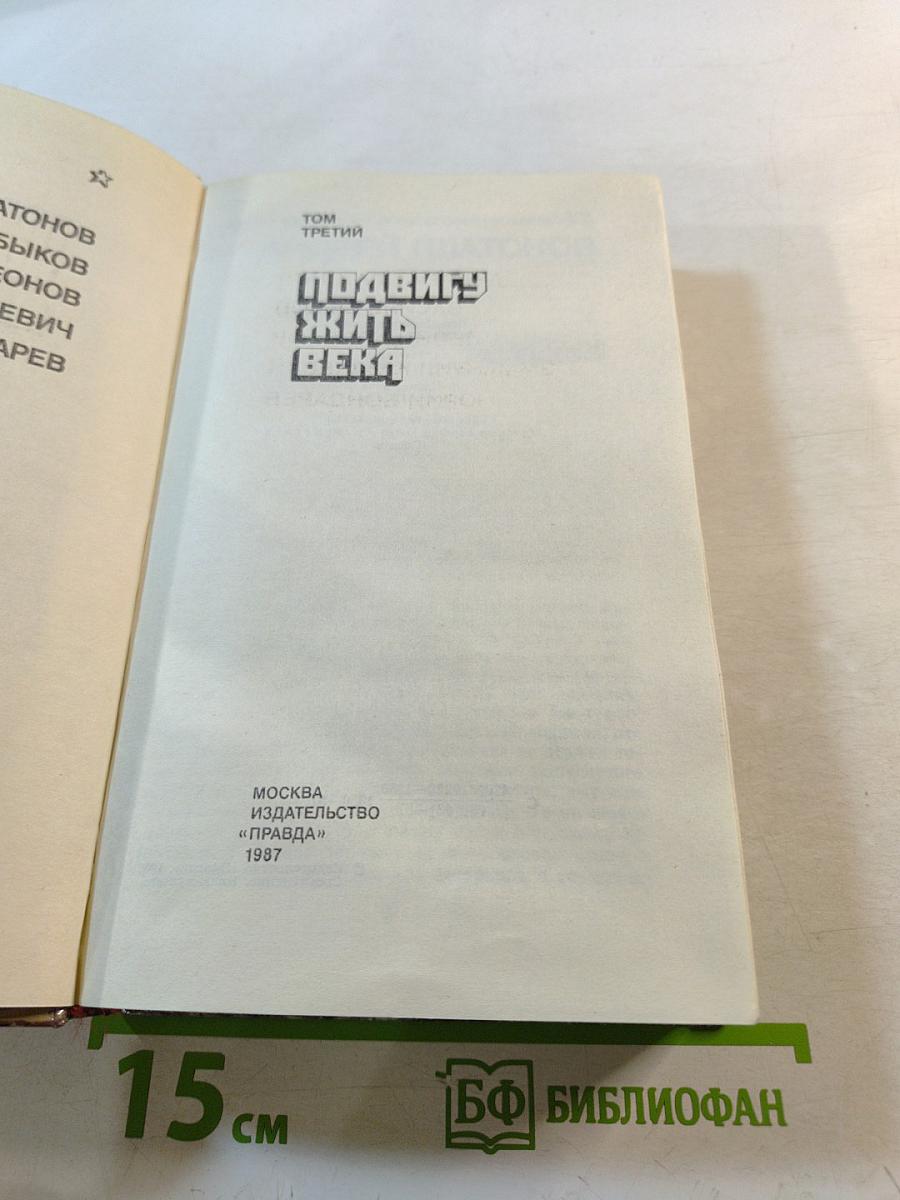 АТОНОВ
БЫКОВ
ЕОНОВ
ЕВИЧ
АРЕВ
ТОМ
ТРЕТИЙ
ПОДВИГУ
ЖИТЬ
ВЕКА
МОСКВА
ИЗДАТЕЛЬСТВО
«ПРАВДА»
1987
15 см
БФ БИБЛИОФАН